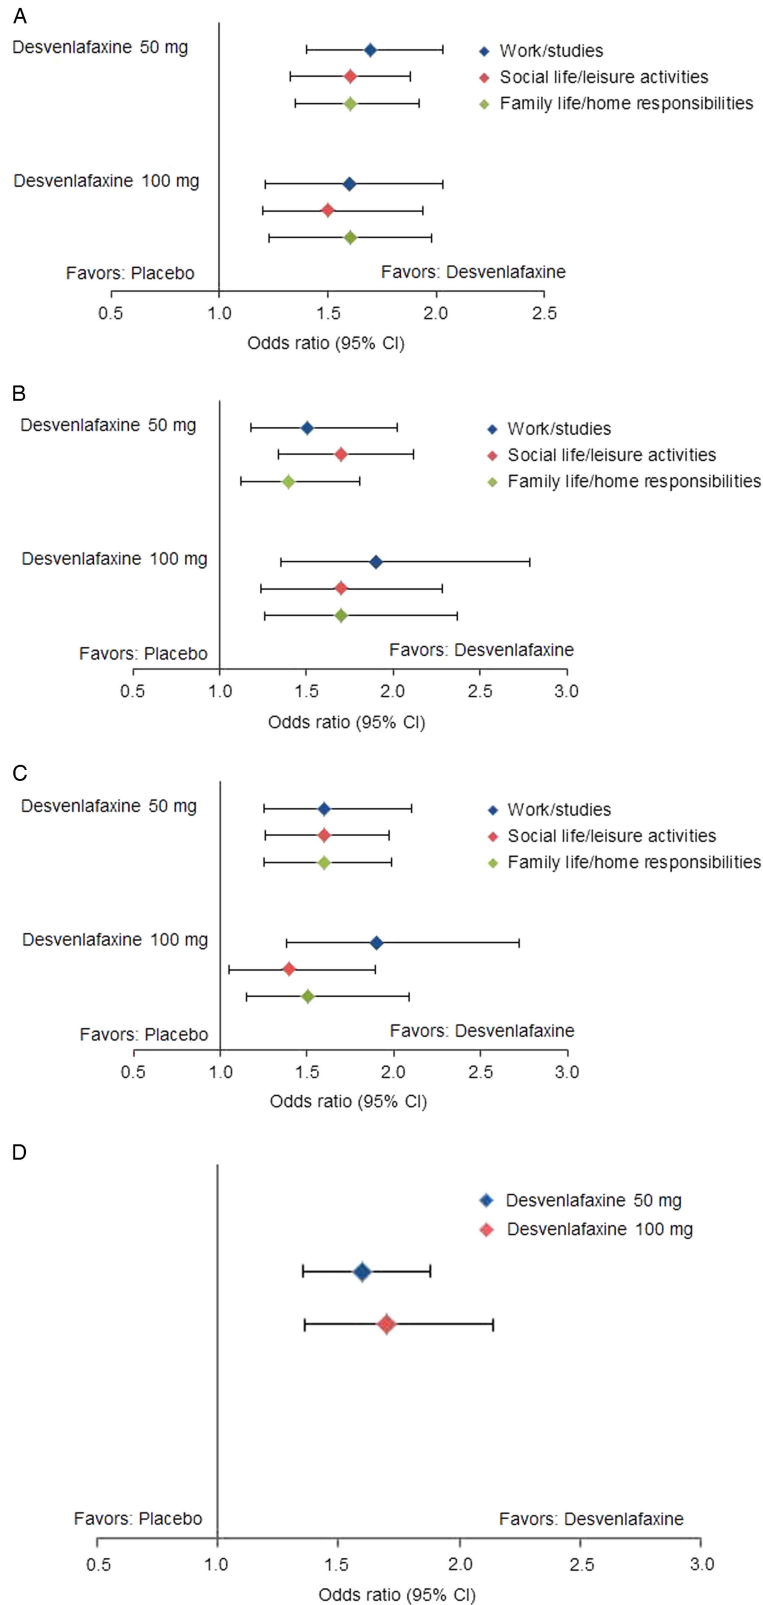 A
Desvenlafaxine 50 mg
Work/studies
Social life/leisure activities
Family life/home responsibilities
Desvenlafaxine 100 mg
Favors: Placebo
Favors: Desvenlafaxine
0.5 1.0 1.5 2.0 2.5
Odds ratio (95% CI)
B
Desvenlafaxine 50 mg
Work/studies
Social life/leisure activities
Family life/home responsibilities
Desvenlafaxine 100 mg
Favors: Placebo
Favors: Desvenlafaxine
0.5 1.0 1.5 2.0 2.5 3.0
Odds ratio (95% CI)
C
Desvenlafaxine 50 mg
Work/studies
Social life/leisure activities
Family life/home responsibilities
Desvenlafaxine 100 mg
Favors: Placebo
Favors: Desvenlafaxine
0.5 1.0 1.5 2.0 2.5 3.0
Odds ratio (95% CI)
D
Desvenlafaxine 50 mg
Desvenlafaxine 100 mg
Favors: Placebo
Favors: Desvenlafaxine
0.5 1.0 1.5 2.0 2.5 3.0
Odds ratio (95% CI)